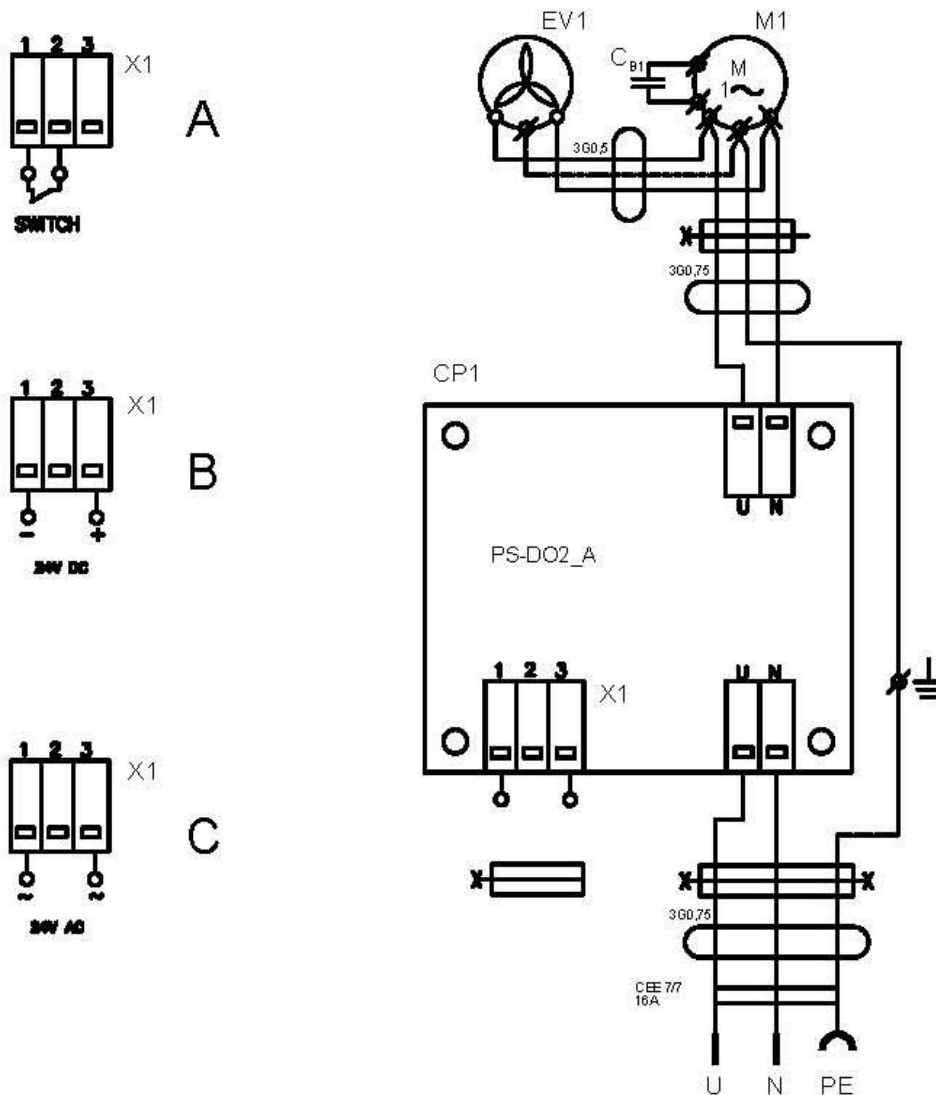 1 2 3
X1
A
SWITCH
1 2 3
X1
B
- +
24V DC
1 2 3
X1
C
~ ~
24V AC
EV1
M1
C B1
M
1 ~
3G0,5
3G0,75
CP1
U N
PS-DO2_A
1 2 3
X1
U N
3G0,75
CEE 7/7
16A
U N PE